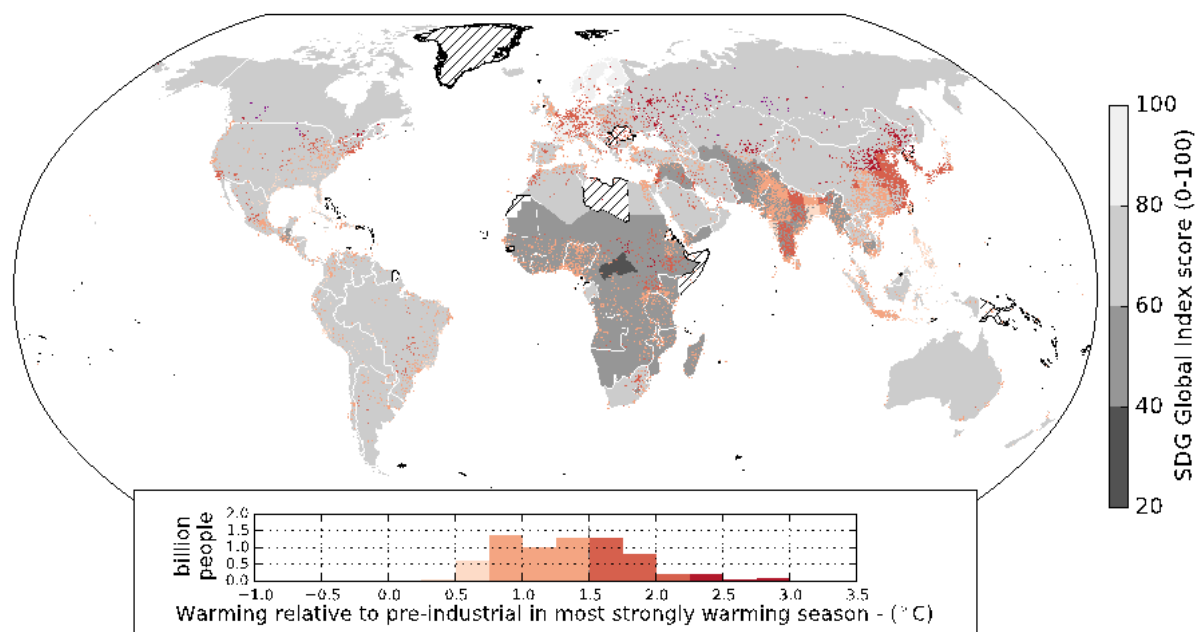 100
80
60
40
20
SDG Global Index score (0-100)
billion
people
2.0
1.5
1.0
0.5
0.0
−1.0 −0.5 0.0 0.5 1.0 1.5 2.0 2.5 3.0 3.5
Warming relative to pre-industrial in most strongly warming season - (°C)